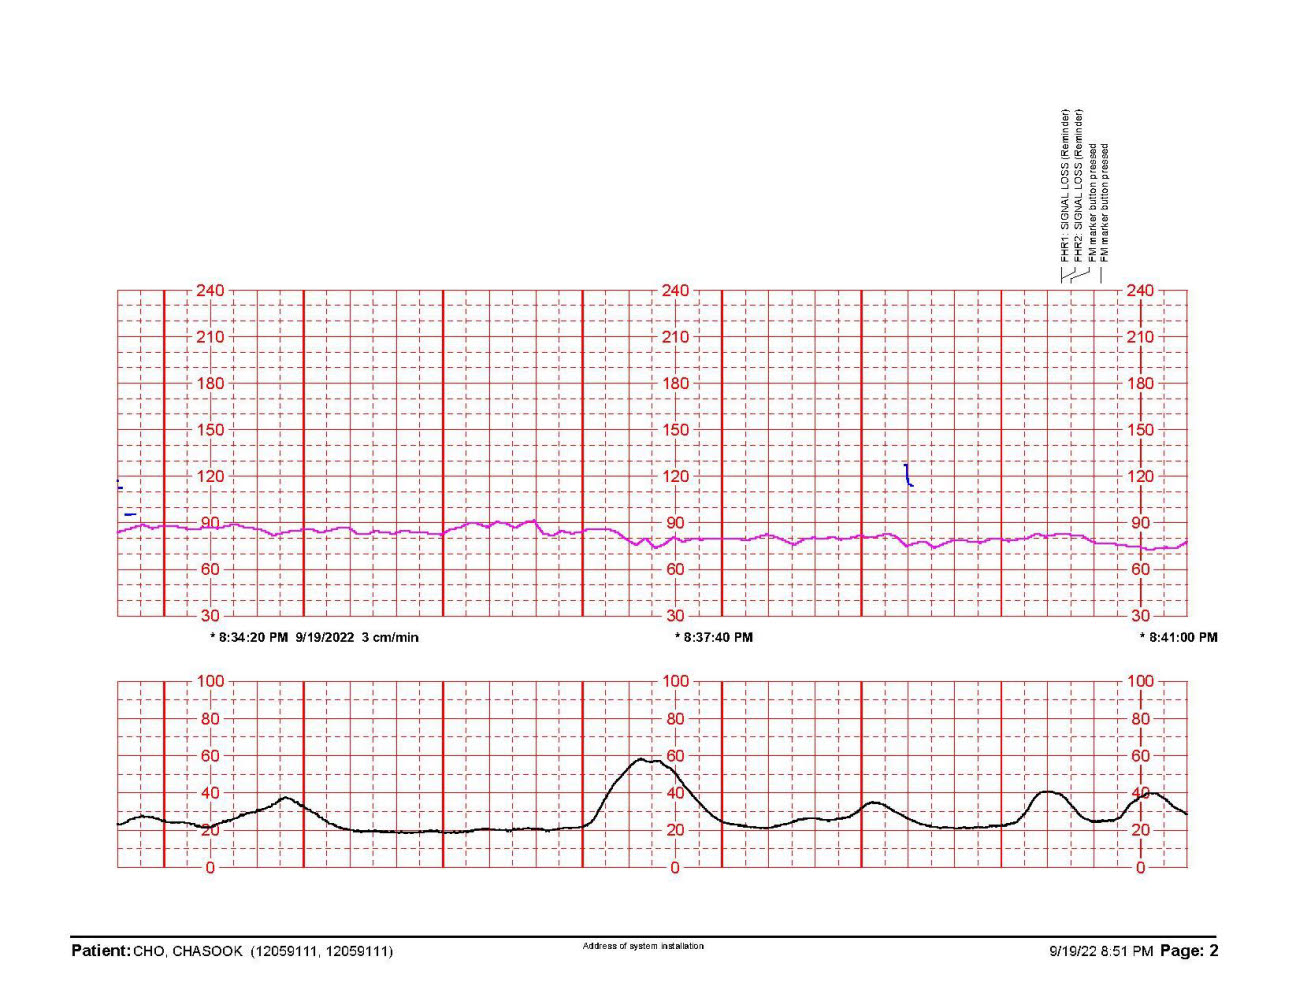 FHR1: SIGNAL LOSS (Reminder)
FHR2: SIGNAL LOSS (Reminder)
FM marker button pressed
FM marker button pressed
240 240 240
210 210 210
180 180 180
150 150 150
120 120 120
90 90 90
60 60 60
30 30 30
* 8:34:20 PM 9/19/2022 3 cm/min * 8:37:40 PM * 8:41:00 PM
100 100 100
80 80 80
60 60 60
40 40 40
20 20 20
0 0 0
Patient: CHO, CHASOOK (12059111, 12059111) Address of system installation 9/19/22 8:51 PM Page: 2